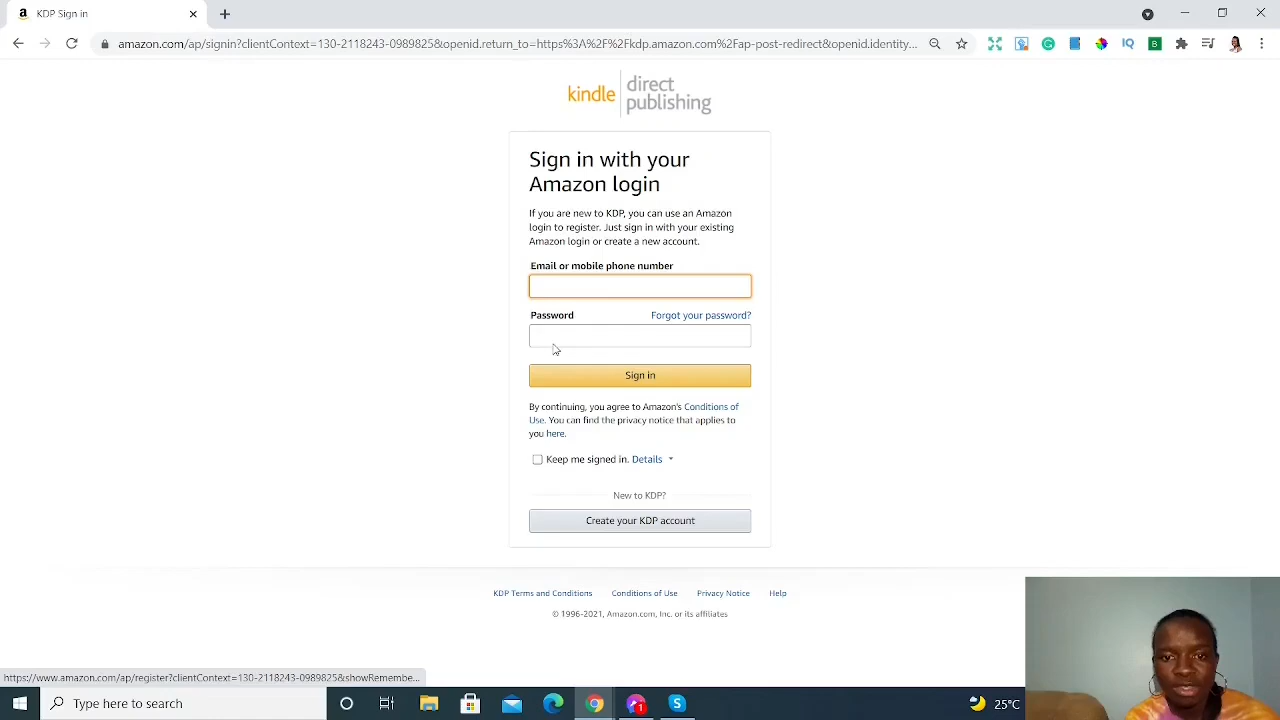 a KDP Sign in
amazon.com/ap/signin?clientContext=130-2118243-0989825&openid.return_to=https%3A%2F%2Fkdp.amazon.com%2Fap-post-redirect&openid.identity...
IQ
B
kindle direct publishing
Sign in with your
Amazon login
If you are new to KDP, you can use an Amazon
login to register. Just sign in with your existing
Amazon login or create a new account.
Email or mobile phone number
Password Forgot your password?
Sign in
By continuing, you agree to Amazon's Conditions of
Use. You can find the privacy notice that applies to
you here.
Keep me signed in. Details
New to KDP?
Create your KDP account
KDP Terms and Conditions Conditions of Use Privacy Notice Help
© 1996-2021, Amazon.com, Inc. or its affiliates
https://www.amazon.com/ap/register?clientContext=130-2118243-0989825&showRemembe...
Type here to search
1
S
25°C